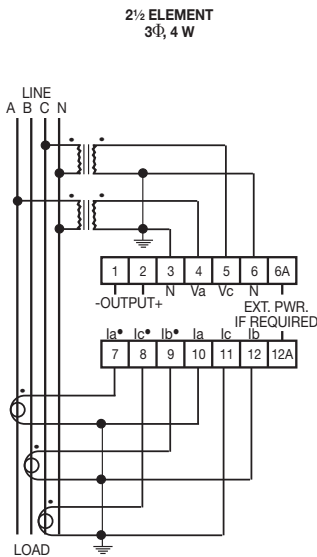 2½ ELEMENT
3Φ, 4 W
LINE
A B C N
1 2 3 4 5 6 6A
N Va Vc N
-OUTPUT+
EXT. PWR.
IF REQUIRED
Ia• Ic• Ib• Ia Ic Ib
7 8 9 10 11 12 12A
LOAD